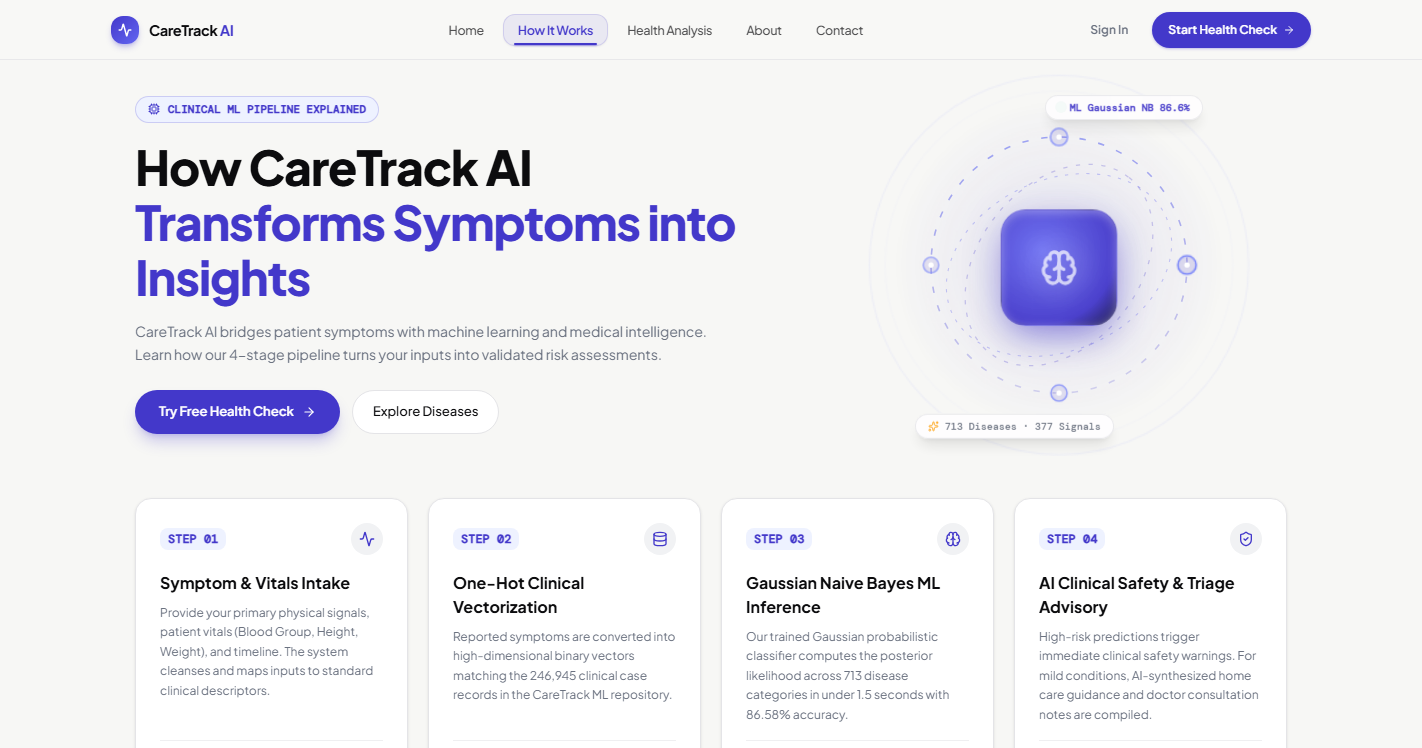 CareTrack AI
Home
How It Works
Health Analysis
About
Contact
Sign In
Start Health Check →
CLINICAL ML PIPELINE EXPLAINED
How CareTrack AI
Transforms Symptoms into
Insights
CareTrack AI bridges patient symptoms with machine learning and medical intelligence.
Learn how our 4-stage pipeline turns your inputs into validated risk assessments.
Try Free Health Check →
Explore Diseases
ML Gaussian NB 86.6%
713 Diseases · 377 Signals
STEP 01
Symptom & Vitals Intake
Provide your primary physical signals,
patient vitals (Blood Group, Height,
Weight), and timeline. The system
cleanses and maps inputs to standard
clinical descriptors.
STEP 02
One-Hot Clinical
Vectorization
Reported symptoms are converted into
high-dimensional binary vectors
matching the 246,945 clinical case
records in the CareTrack ML repository.
STEP 03
Gaussian Naive Bayes ML
Inference
Our trained Gaussian probabilistic
classifier computes the posterior
likelihood across 713 disease
categories in under 1.5 seconds with
86.58% accuracy.
STEP 04
AI Clinical Safety & Triage
Advisory
High-risk predictions trigger
immediate clinical safety warnings. For
mild conditions, AI-synthesized home
care guidance and doctor consultation
notes are compiled.